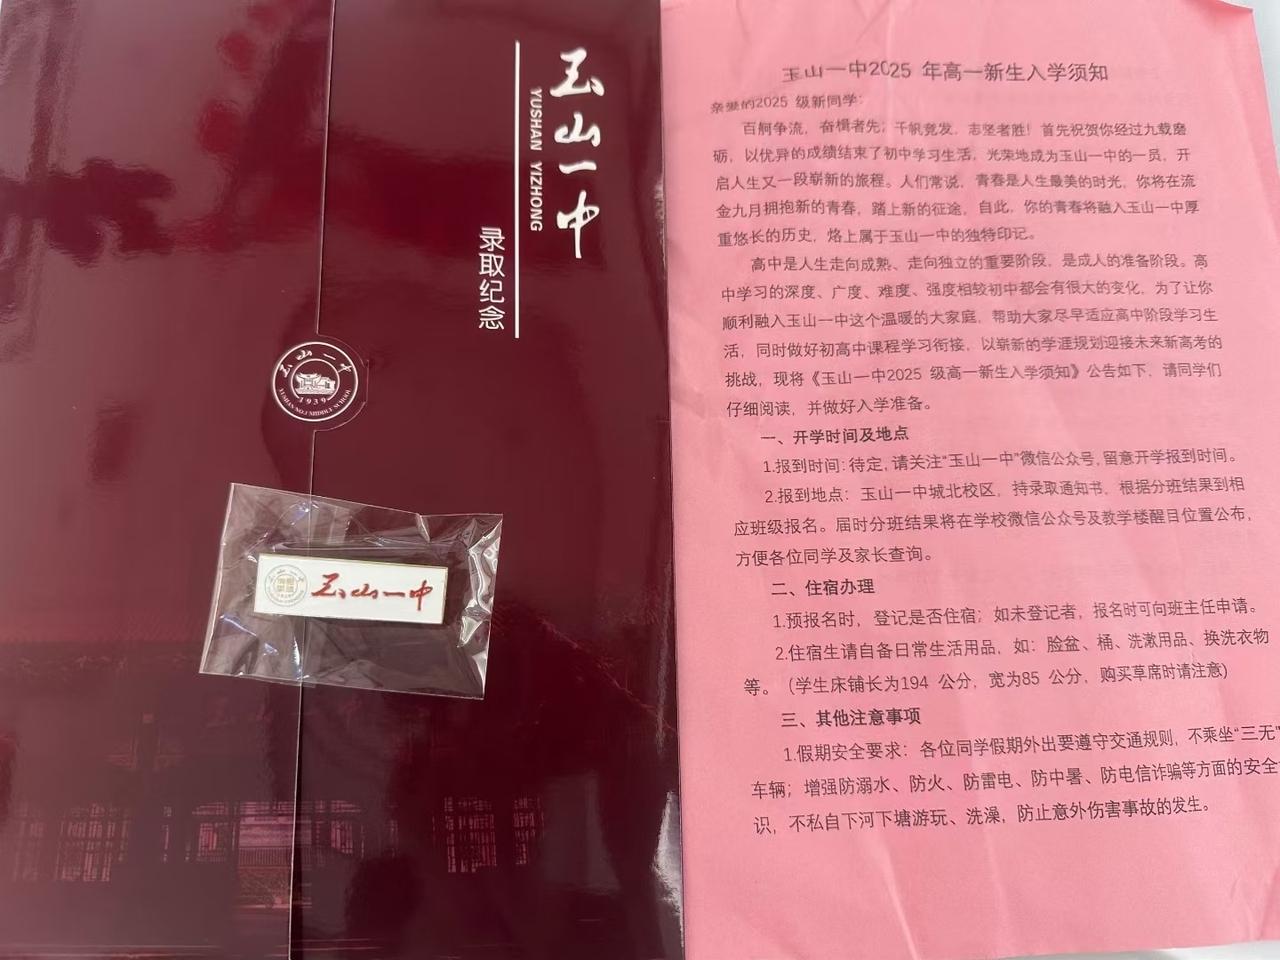 玉山一中
YUSHAN YIZHONG
录取纪念
玉山一中
1939
YUSHAN NO.1 MIDDLE SCHOOL
玉山一中
玉山一中
玉山一中2025 年高一新生入学须知
亲爱的2025 级新同学:
百舸争流，奋楫者先；千帆竞发，志坚者胜！首先祝贺你经过九载磨
砺，以优异的成绩结束了初中学习生活，光荣地成为玉山一中的一员，开
启人生又一段崭新的旅程。人们常说，青春是人生最美的时光，你将在流
金九月拥抱新的青春，踏上新的征途，自此，你的青春将融入玉山一中厚
重悠长的历史，烙上属于玉山一中的独特印记。
高中是人生走向成熟、走向独立的重要阶段，是成人的准备阶段。高
中学习的深度、广度、难度、强度相较初中都会有很大的变化，为了让你
顺利融入玉山一中这个温暖的大家庭，帮助大家尽早适应高中阶段学习生
活，同时做好初高中课程学习衔接，以崭新的学涯规划迎接未来新高考的
挑战，现将《玉山一中2025 级高一新生入学须知》公告如下，请同学们
仔细阅读，并做好入学准备。
一、开学时间及地点
1.报到时间: 待定, 请关注“玉山一中”微信公众号, 留意开学报到时间。
2.报到地点：玉山一中城北校区，持录取通知书，根据分班结果到相
应班级报名。届时分班结果将在学校微信公众号及教学楼醒目位置公布，
方便各位同学及家长查询。
二、住宿办理
1.预报名时，登记是否住宿；如未登记者，报名时可向班主任申请。
2.住宿生请自备日常生活用品，如：脸盆、桶、洗漱用品、换洗衣物
等。（学生床铺长为194 公分，宽为85 公分，购买草席时请注意）
三、其他注意事项
1.假期安全要求：各位同学假期外出要遵守交通规则，不乘坐“三无”
车辆；增强防溺水、防火、防雷电、防中暑、防电信诈骗等方面的安全
识，不私自下河下塘游玩、洗澡，防止意外伤害事故的发生。